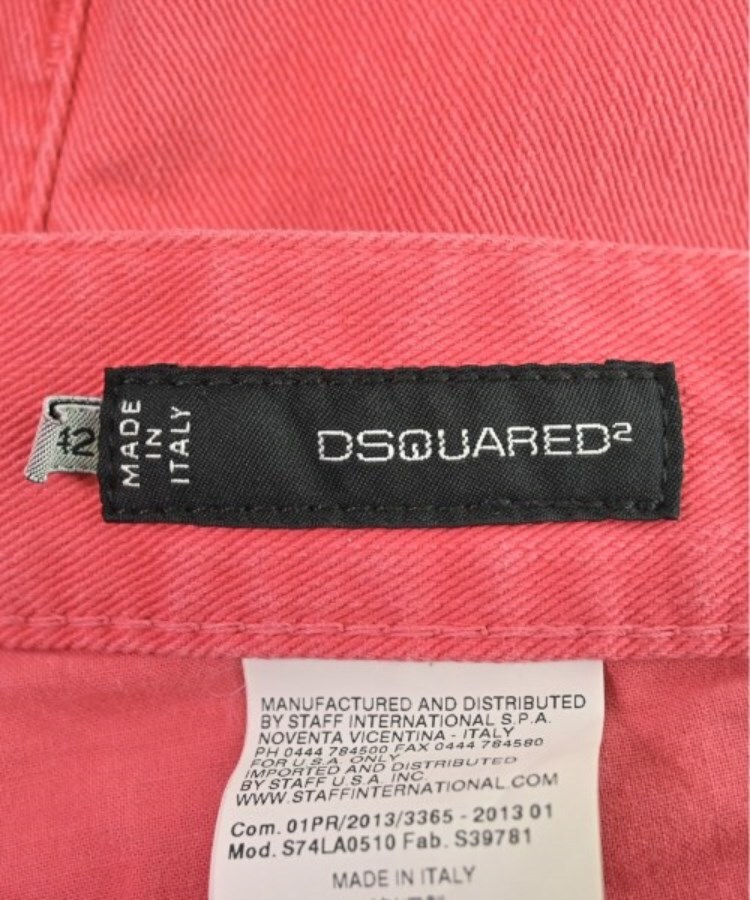 42
MADE
IN
ITALY
DSQUARED²
MANUFACTURED AND DISTRIBUTED
BY STAFF INTERNATIONAL S.P.A.
NOVENTA VICENTINA - ITALY
PH 0444 784500 FAX 0444 784580
FOR U.S.A. ONLY
IMPORTED AND DISTRIBUTED
BY STAFF U.S.A. INC.
WWW.STAFFINTERNATIONAL.COM
Com. 01PR/2013/3365 - 2013 01
Mod. S74LA0510 Fab. S39781
MADE IN ITALY